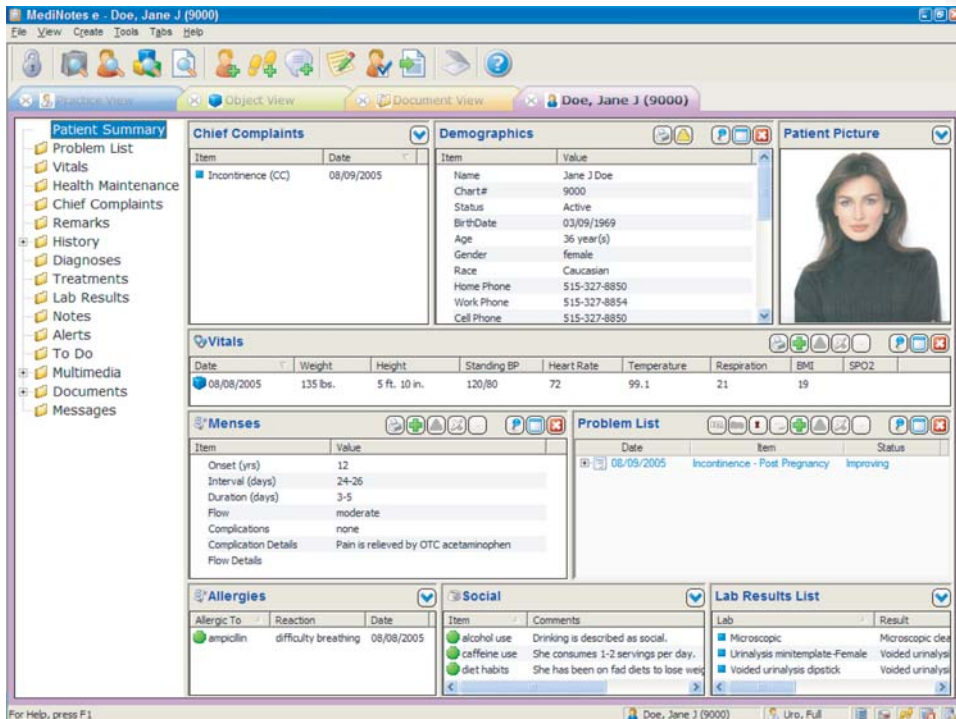 MediNotes e - Doe, Jane J (9000)
File View Create Tools Tabs Help
Practice View
Object View
Document View
Doe, Jane J (9000)
Patient Summary
Problem List
Vitals
Health Maintenance
Chief Complaints
Remarks
History
Diagnoses
Treatments
Lab Results
Notes
Alerts
To Do
Multimedia
Documents
Messages
Chief Complaints
Item Date
Incontinence (CC) 08/09/2005
Demographics
Item Value
Name Jane J Doe
Chart# 9000
Status Active
BirthDate 03/09/1969
Age 36 year(s)
Gender female
Race Caucasian
Home Phone 515-327-8850
Work Phone 515-327-8854
Cell Phone 515-327-8850
Patient Picture
Vitals
Date Weight Height Standing BP Heart Rate Temperature Respiration BMI SPO2
08/08/2005 135 lbs. 5 ft. 10 in. 120/80 72 99.1 21 19
Menses
Item Value
Onset (yrs) 12
Interval (days) 24-26
Duration (days) 3-5
Flow moderate
Complications none
Complication Details Pain is relieved by OTC acetaminophen
Flow Details
Problem List
Date Item Status
08/09/2005 Incontinence - Post Pregnancy Improving
Allergies
Allergic To Reaction Date
ampicillin difficulty breathing 08/08/2005
Social
Item Comments
alcohol use Drinking is described as social.
caffeine use She consumes 1-2 servings per day.
diet habits She has been on fad diets to lose weig
Lab Results List
Lab Result
Microscopic Microscopic clea
Urinalysis minitemplate-Female Voided urinalysi
Voided urinalysis dipstick Voided urinalysi
For Help, press F1
Doe, Jane J (9000)
Uro, Full